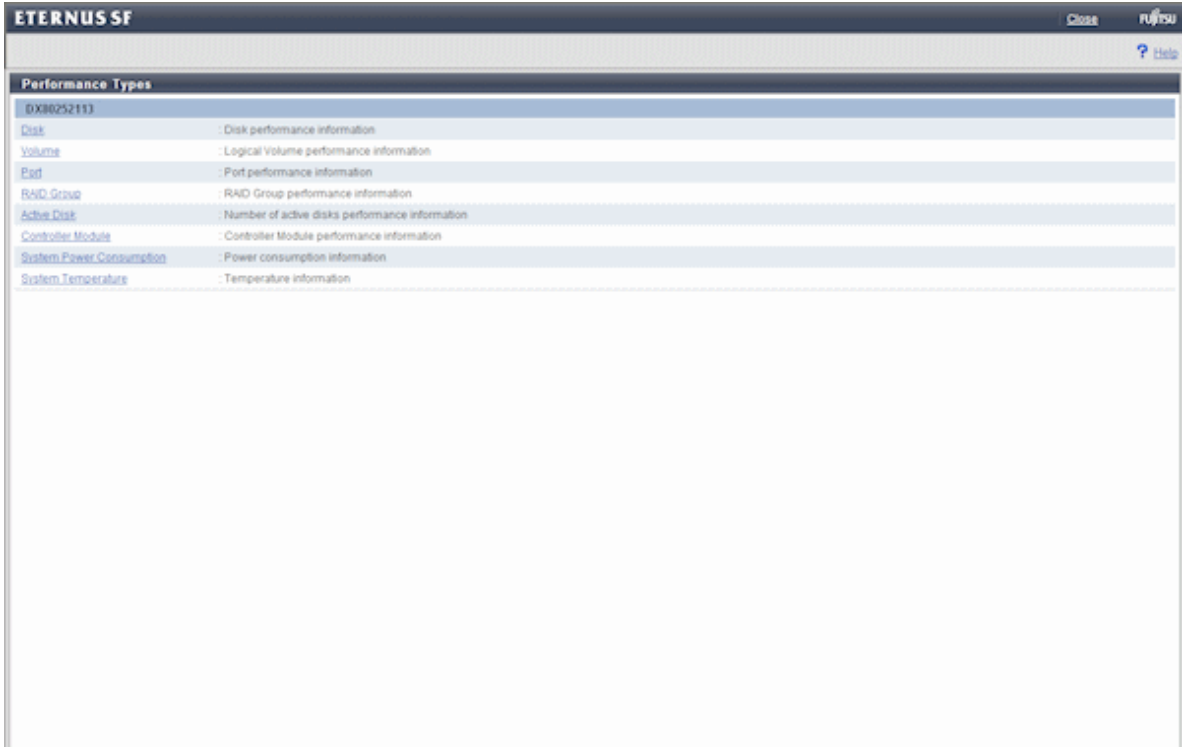 ETERNUS SF Close FUJITSU
? Help
Performance Types
DX80252113
Disk : Disk performance information
Volume : Logical Volume performance information
Port : Port performance information
RAID Group : RAID Group performance information
Active Disk : Number of active disks performance information
Controller Module : Controller Module performance information
System Power Consumption : Power consumption information
System Temperature : Temperature information